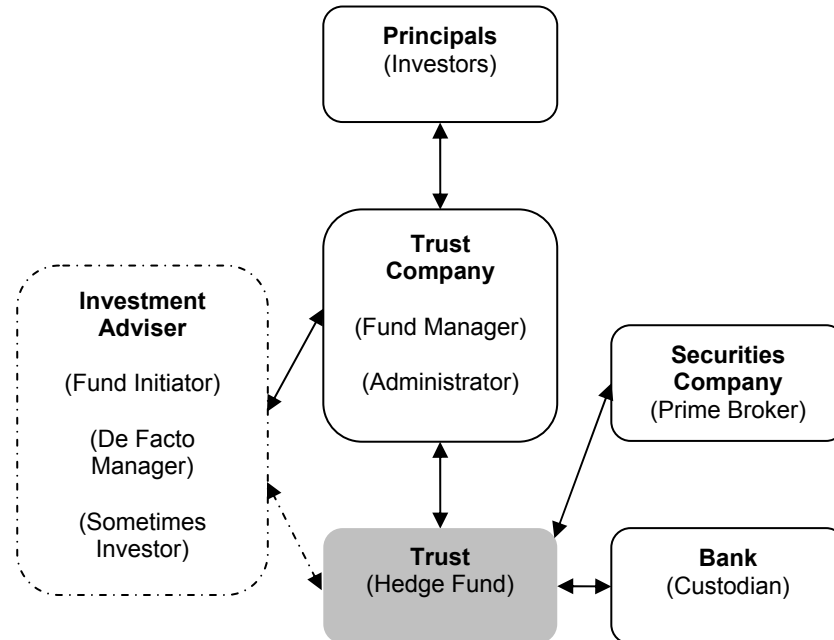 Principals
(Investors)
Trust
Company
(Fund Manager)
(Administrator)
Investment
Adviser
(Fund Initiator)
(De Facto
Manager)
(Sometimes
Investor)
Securities
Company
(Prime Broker)
Trust
(Hedge Fund)
Bank
(Custodian)